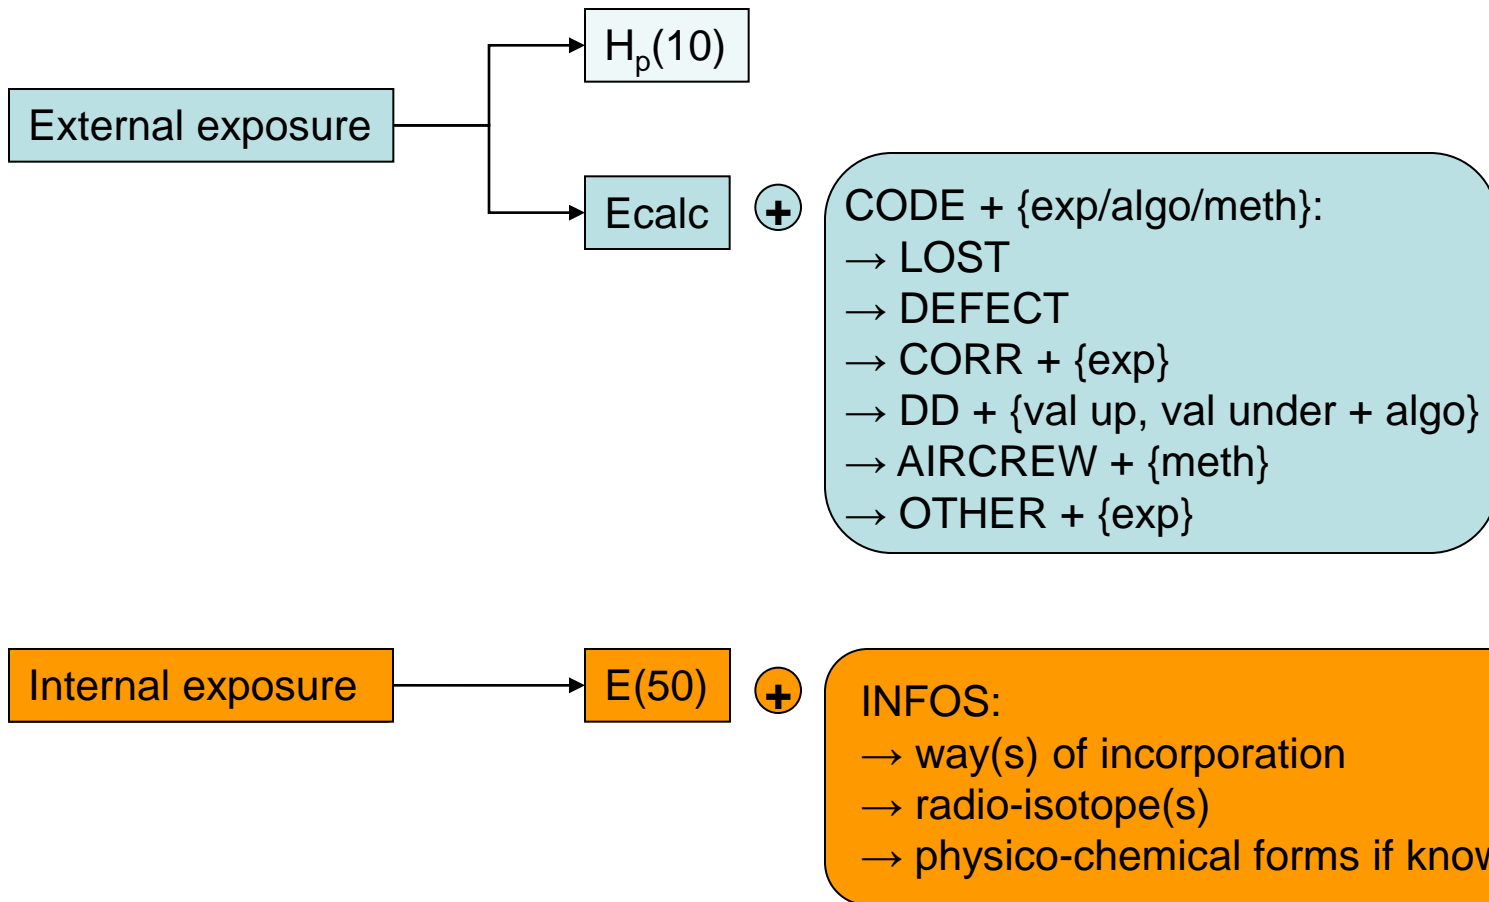 H_p(10)
External exposure
Ecalc
+
CODE + {exp/algo/meth}:
→ LOST
→ DEFECT
→ CORR + {exp}
→ DD + {val up, val under + algo}
→ AIRCREW + {meth}
→ OTHER + {exp}
Internal exposure
E(50)
+
INFOS:
→ way(s) of incorporation
→ radio-isotope(s)
→ physico-chemical forms if